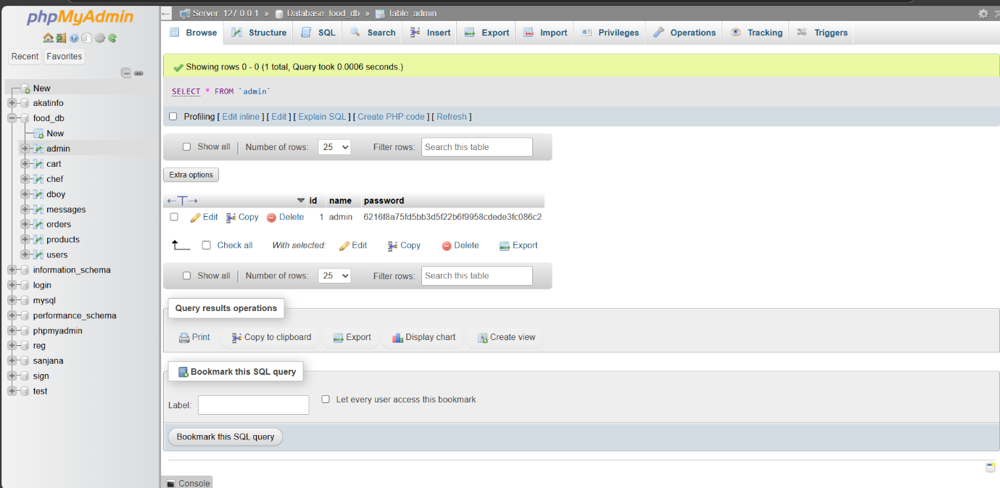 phpMyAdmin
Recent Favorites
New
akatinfo
food_db
New
admin
cart
chef
dboy
messages
orders
products
users
information_schema
login
mysql
performance_schema
phpmyadmin
reg
sanjana
sign
test
Server: 127.0.0.1 » Database: food_db » Table: admin
Browse Structure SQL Search Insert Export Import Privileges Operations Tracking Triggers
Showing rows 0 - 0 (1 total, Query took 0.0006 seconds.)
SELECT * FROM `admin`
Profiling [ Edit inline ] [ Edit ] [ Explain SQL ] [ Create PHP code ] [ Refresh ]
Show all | Number of rows: 25 Filter rows: Search this table
Extra options
id name password
Edit Copy Delete 1 admin 6216f8a75fd5bb3d5f22b6f9958cdede3fc086c2
Check all With selected: Edit Copy Delete Export
Show all | Number of rows: 25 Filter rows: Search this table
Query results operations
Print Copy to clipboard Export Display chart Create view
Bookmark this SQL query
Label: Let every user access this bookmark
Bookmark this SQL query
Console